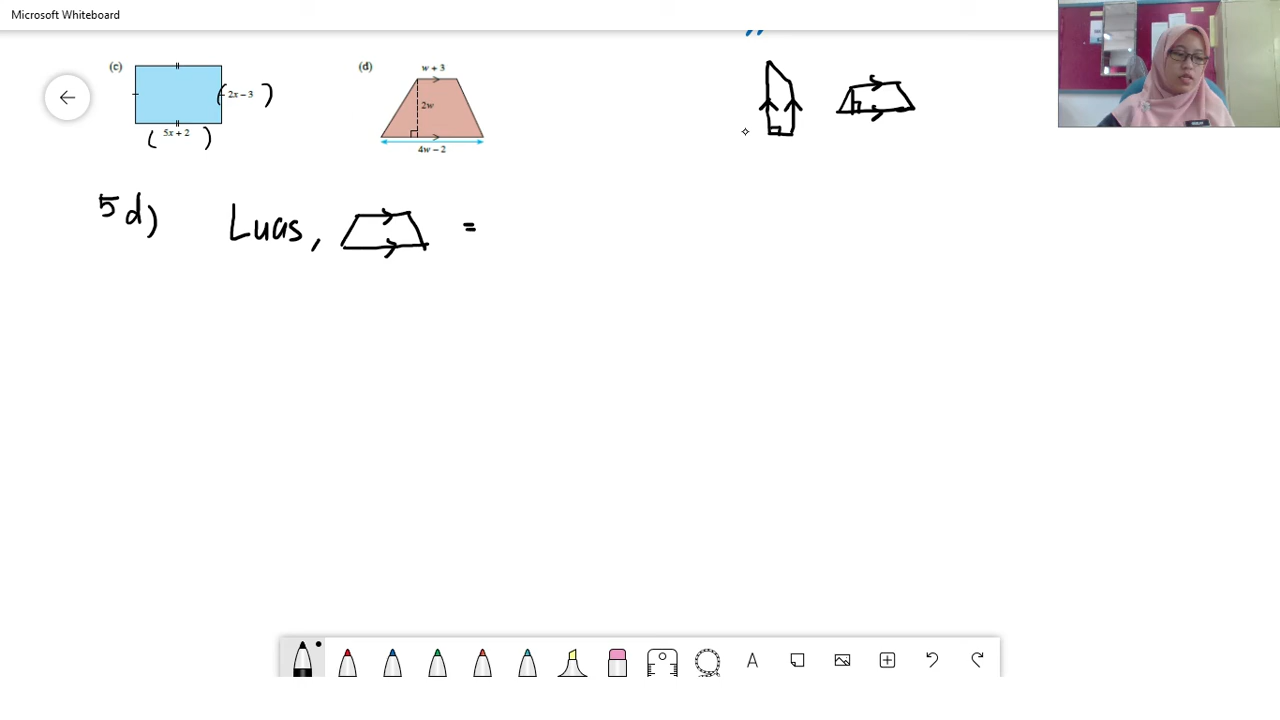 Microsoft Whiteboard
(c)
(2x – 3)
(5x + 2)
(d)
w + 3
2w
4w – 2
5d) Luas, =
A